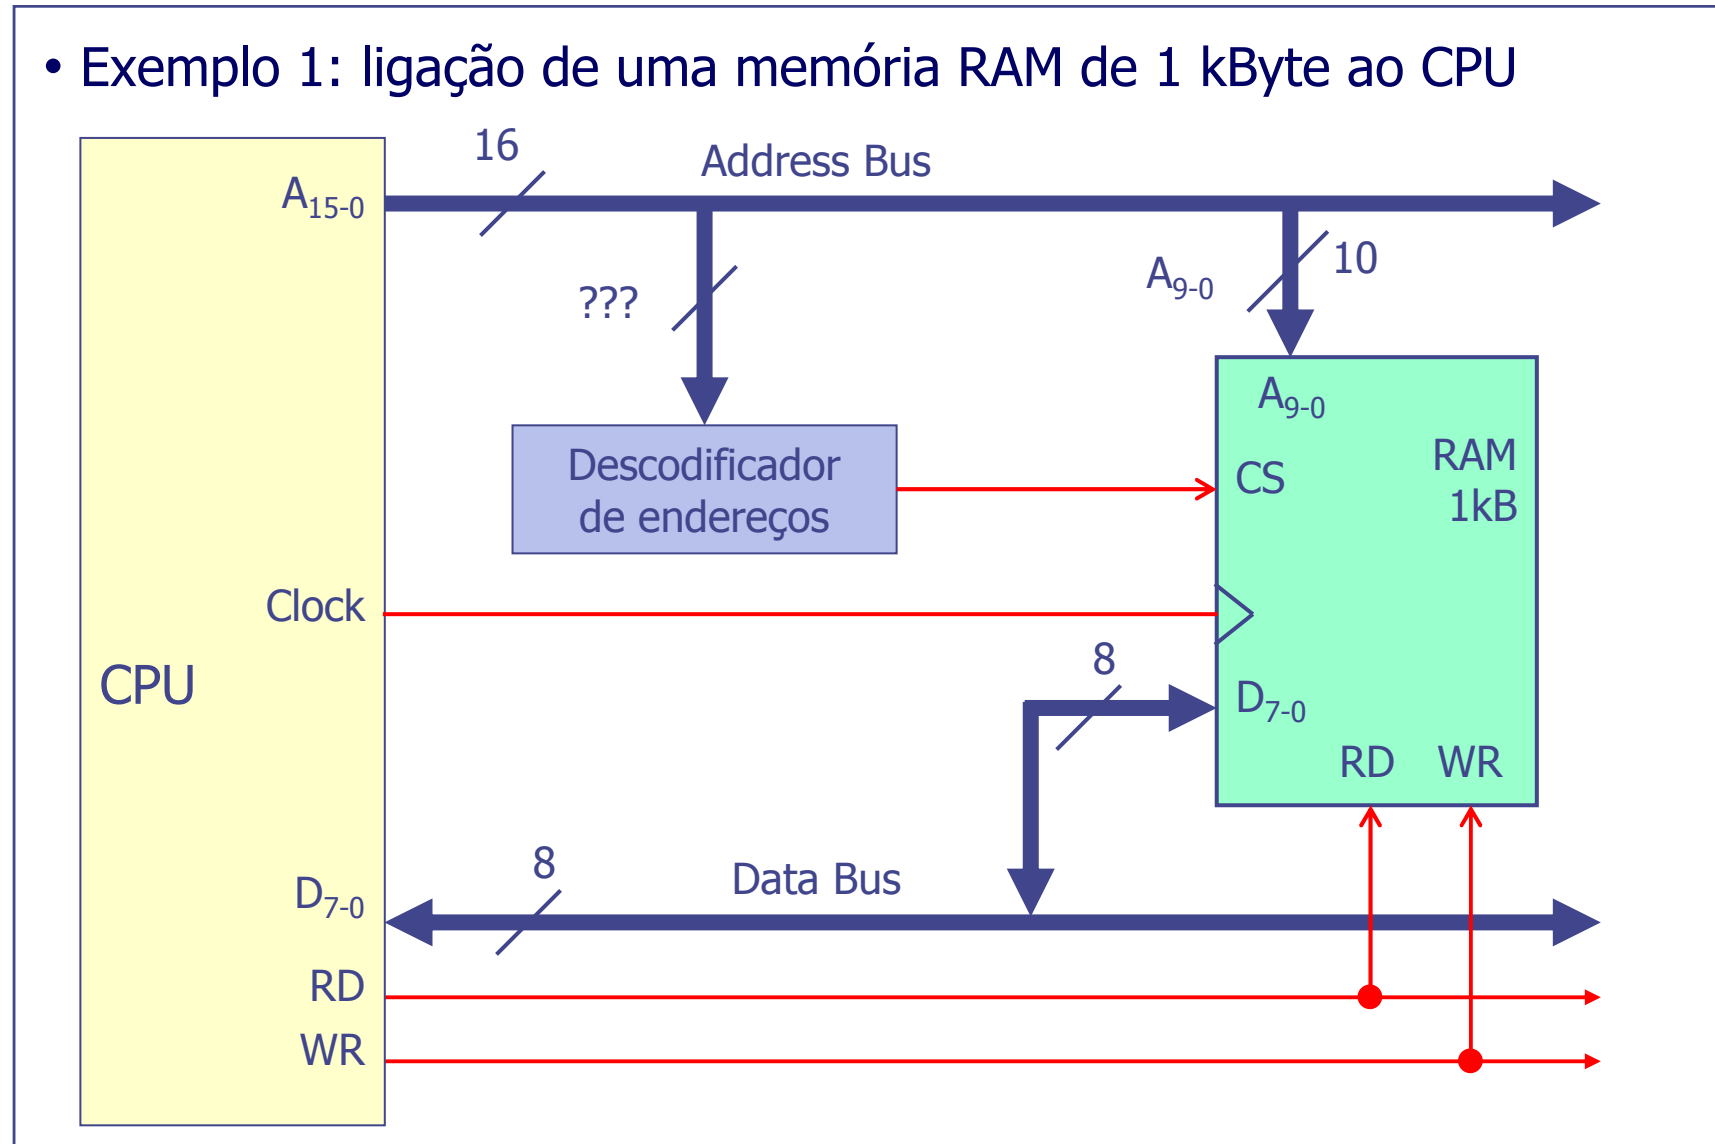 • Exemplo 1: ligação de uma memória RAM de 1 kByte ao CPU
16
Address Bus
A15-0
???
A9-0
10
A9-0
Descodificador
de endereços
CS
RAM
1kB
Clock
CPU
8
D7-0
RD WR
8
Data Bus
D7-0
RD
WR